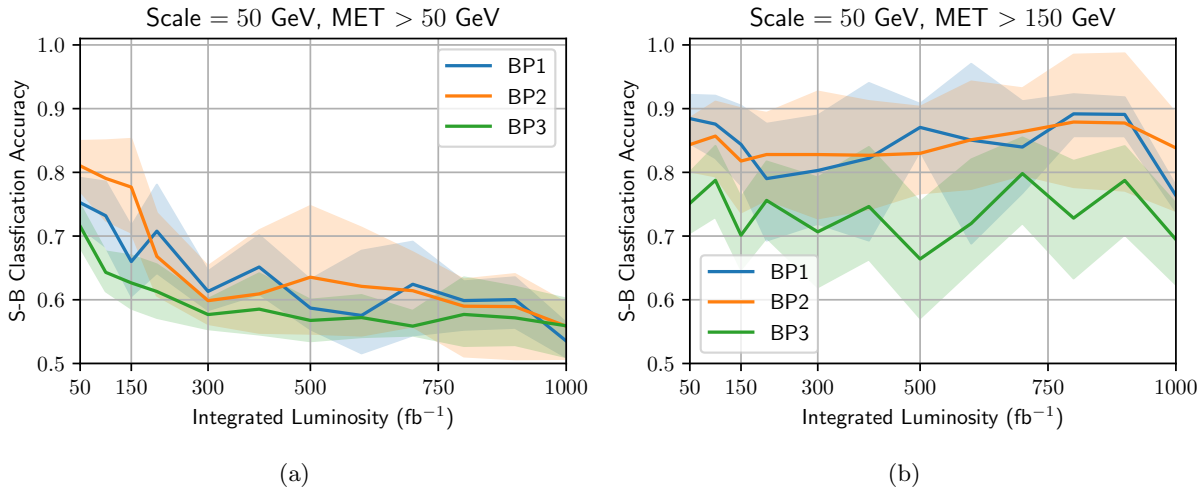 Scale = 50 GeV, MET > 50 GeV
S-B Classfication Accuracy
1.0
0.9
0.8
0.7
0.6
0.5
BP1
BP2
BP3
50 150 300 500 750 1000
Integrated Luminosity (fb⁻¹)
(a)
Scale = 50 GeV, MET > 150 GeV
S-B Classfication Accuracy
1.0
0.9
0.8
0.7
0.6
0.5
BP1
BP2
BP3
50 150 300 500 750 1000
Integrated Luminosity (fb⁻¹)
(b)